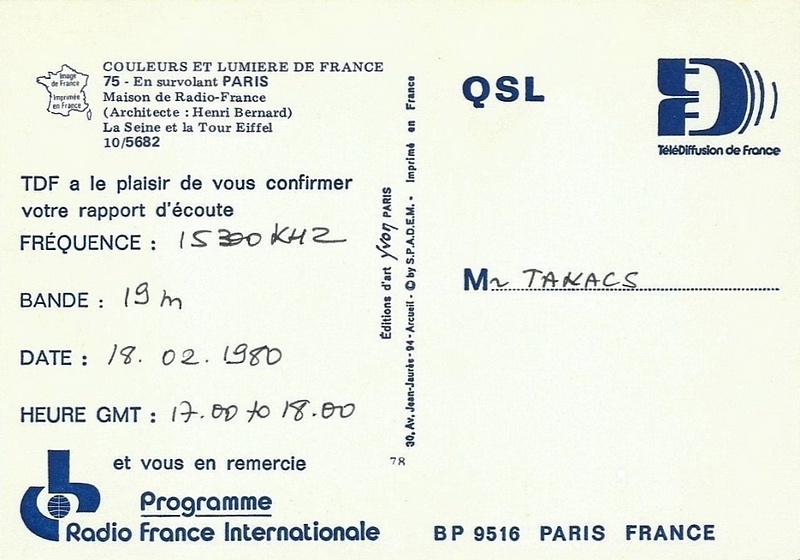 COULEURS ET LUMIERE DE FRANCE
75 - En survolant PARIS
Maison de Radio-France
(Architecte : Henri Bernard)
La Seine et la Tour Eiffel
10/5682
Image
de France
Imprimée
en France
TDF a le plaisir de vous confirmer
votre rapport d'écoute
FRÉQUENCE : 15300 KHZ
BANDE : 19 m
DATE : 18. 02. 1980
HEURE GMT : 17.00 to 18.00
et vous en remercie
Programme
Radio France Internationale
Éditions d'art yvon PARIS
30, Av. Jean-Jaurès - 94 - Arcueil - © by S.P.A.D.E.M. - Imprimé en France
78
QSL
TéléDiffusion de France
Mr TAKACS
BP 9516 PARIS FRANCE